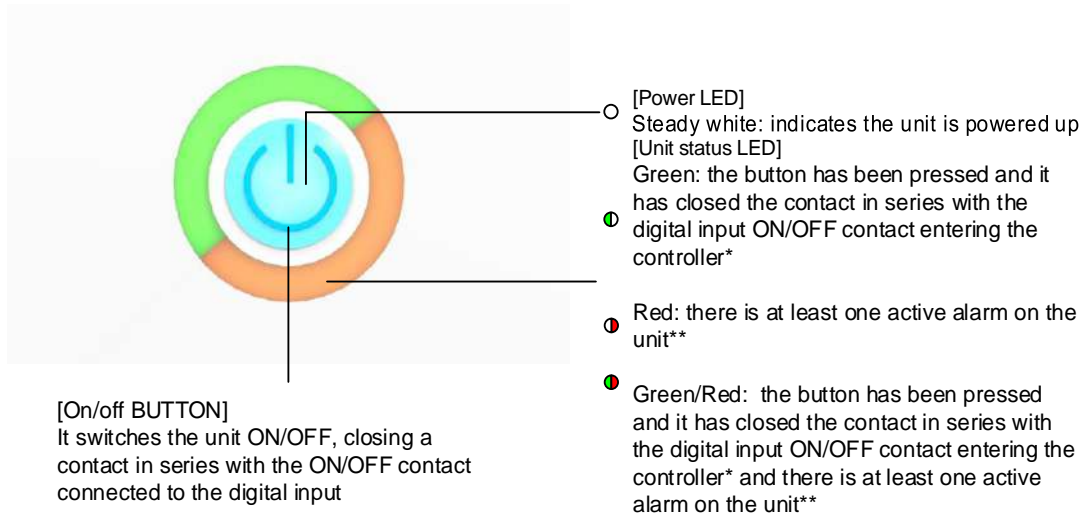 [Power LED]
Steady white: indicates the unit is powered up
[Unit status LED]
Green: the button has been pressed and it
has closed the contact in series with the
digital input ON/OFF contact entering the
controller*
Red: there is at least one active alarm on the
unit**
Green/Red: the button has been pressed
and it has closed the contact in series with
the digital input ON/OFF contact entering the
controller* and there is at least one active
alarm on the unit**
[On/off BUTTON]
It switches the unit ON/OFF, closing a
contact in series with the ON/OFF contact
connected to the digital input